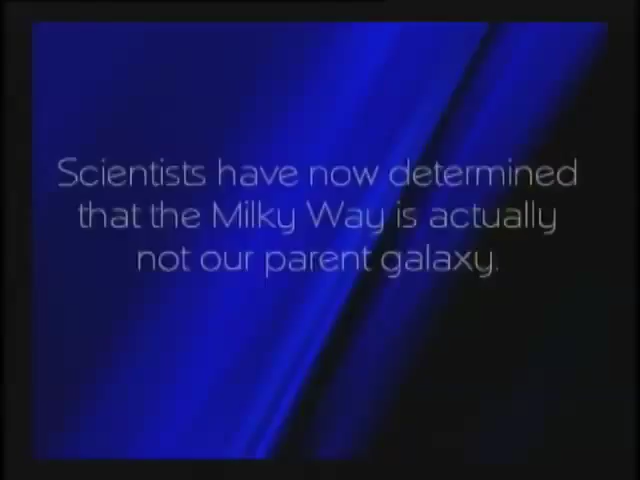 Scientists have now determined
that the Milky Way is actually
not our parent galaxy.